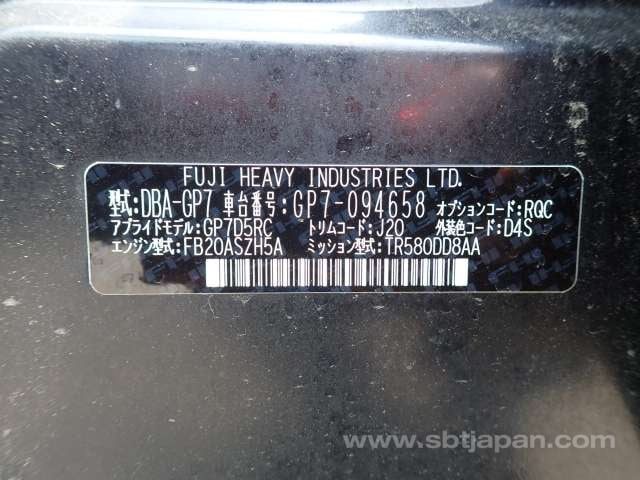 FUJI HEAVY INDUSTRIES LTD.
型式:DBA-GP7 車台番号:GP7-094658 オプションコード:RQC
アプライドモデル:GP7D5RC トリムコード:J20 外装色コード:D4S
エンジン型式:FB20ASZH5A ミッション型式:TR580DD8AA
www.sbtjapan.com